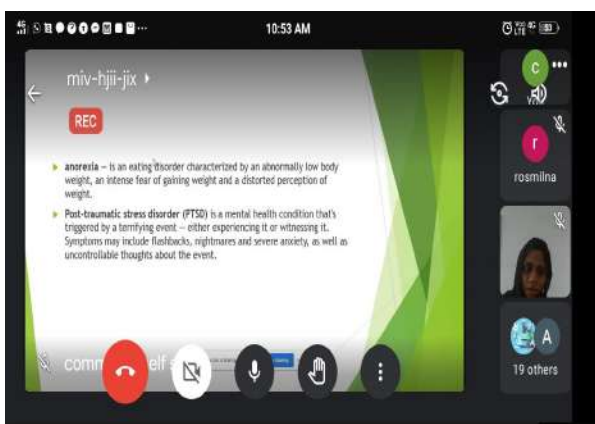 10:53 AM
miv-hjii-jix
REC
C
YOU
r
rosmilna
anorexia – is an eating disorder characterized by an abnormally low body
weight, an intense fear of gaining weight and a distorted perception of
weight.
Post-traumatic stress disorder (PTSD) is a mental health condition that's
triggered by a terrifying event — either experiencing it or witnessing it.
Symptoms may include flashbacks, nightmares and severe anxiety, as well as
uncontrollable thoughts about the event.
A
19 others
comm elf s